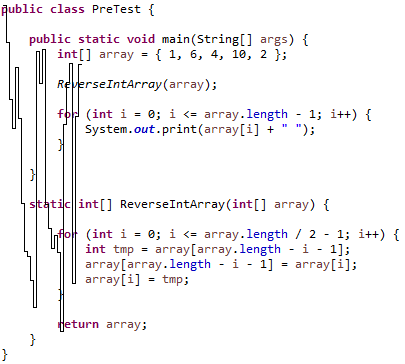 public class PreTest {
public static void main(String[] args) {
int[] array = { 1, 6, 4, 10, 2 };
ReverseIntArray(array);
for (int i = 0; i <= array.length - 1; i++) {
System.out.print(array[i] + " ");
}
}
static int[] ReverseIntArray(int[] array) {
for (int i = 0; i <= array.length / 2 - 1; i++) {
int tmp = array[array.length - i - 1];
array[array.length - i - 1] = array[i];
array[i] = tmp;
}
return array;
}
}